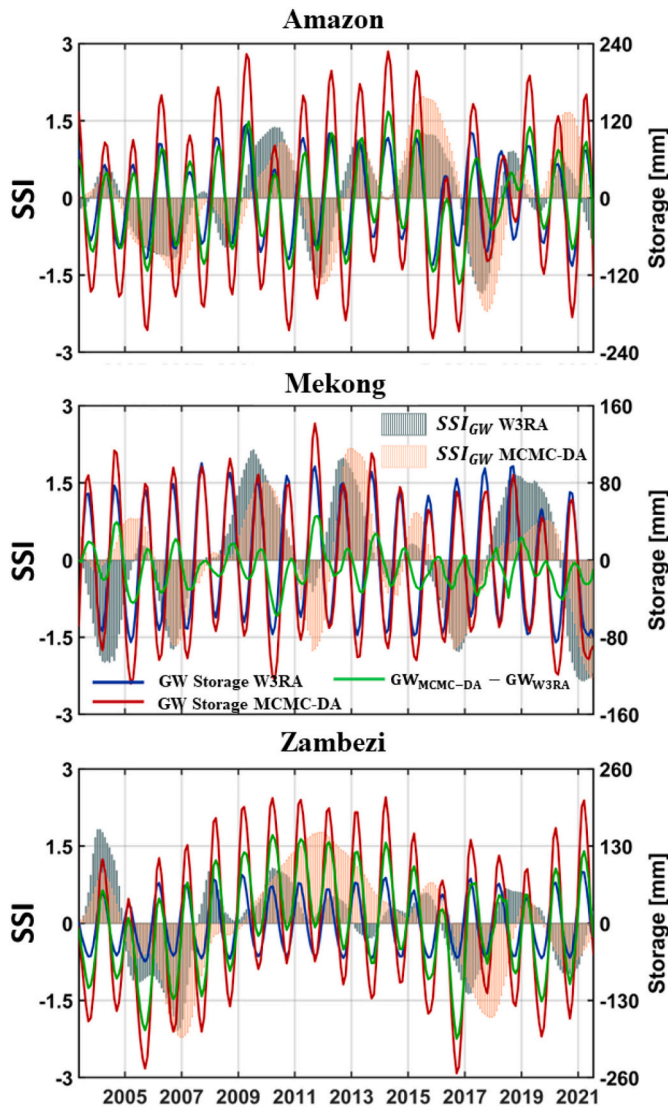 Amazon
3
1.5
0
-1.5
-3
SSI
240
120
0
-120
-240
Storage [mm]
Mekong
3
1.5
0
-1.5
-3
SSI
160
80
0
-80
-160
Storage [mm]
SSI_GW W3RA
SSI_GW MCMC-DA
GW Storage W3RA
GW_MCMC-DA − GW_W3RA
GW Storage MCMC-DA
Zambezi
3
1.5
0
-1.5
-3
SSI
260
130
0
-130
-260
Storage [mm]
2005 2007 2009 2011 2013 2015 2017 2019 2021